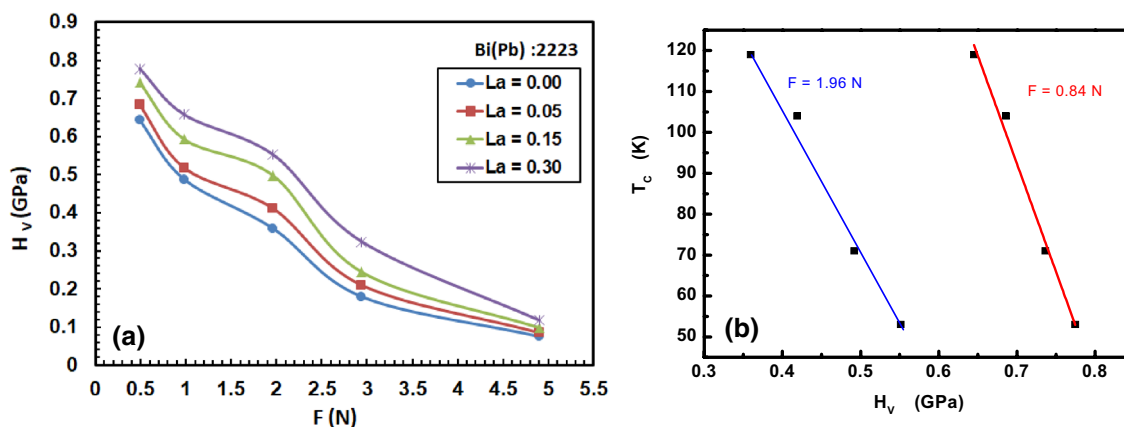 0.9
0.8
0.7
0.6
0.5
0.4
0.3
0.2
0.1
0
H v (GPa)
Bi(Pb) :2223
La = 0.00
La = 0.05
La = 0.15
La = 0.30
(a)
0 0.5 1 1.5 2 2.5 3 3.5 4 4.5 5 5.5
F (N)
120
110
100
90
80
70
60
50
Tc (K)
F = 1.96 N
F = 0.84 N
(b)
0.3 0.4 0.5 0.6 0.7 0.8
Hv (GPa)